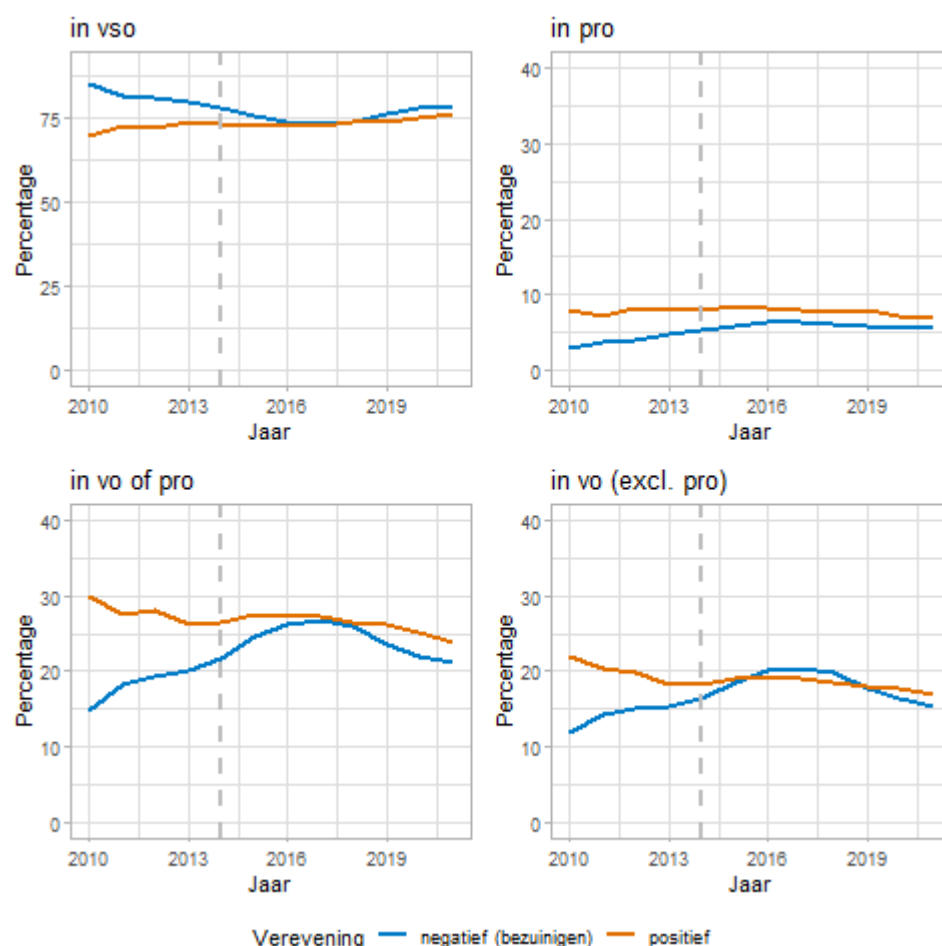 in vso
in pro
Percentage
75
50
25
0
2010 2013 2016 2019
Jaar
Percentage
40
30
20
10
0
2010 2013 2016 2019
Jaar
in vo of pro
in vo (excl. pro)
Percentage
40
30
20
10
0
2010 2013 2016 2019
Jaar
Percentage
40
30
20
10
0
2010 2013 2016 2019
Jaar
Verevening negatief (bezuinigen) positief